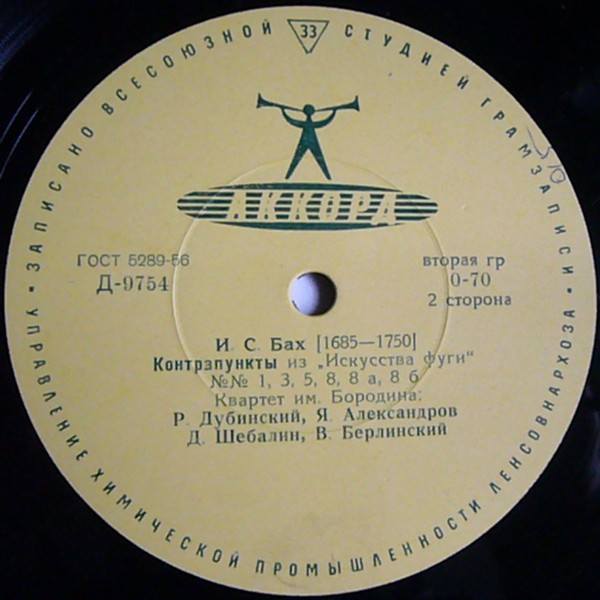 • ЗАПИСАНО ВСЕСОЮЗНОЙ 33 СТУДИЕЙ ГРАМЗАПИСИ •
АККОРД
ГОСТ 5289-56
Д-9754
вторая гр
0-70
2 сторона
И. С. Бах [1685—1750]
Контрапункты из „Искусства фуги"
№№ 1, 3, 5, 8, 8 а, 8 б
Квартет им. Бородина:
Р. Дубинский, Я. Александров
Д. Шебалин, В. Берлинский
УПРАВЛЕНИЕ ХИМИЧЕСКОЙ ПРОМЫШЛЕННОСТИ ЛЕНСОВНАРХОЗА